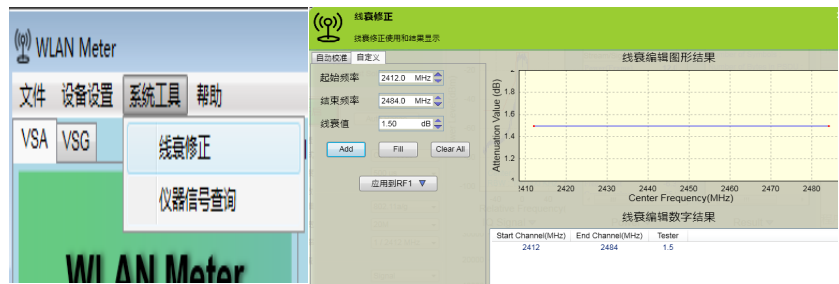 WLAN Meter
文件 设备设置 系统工具 帮助
VSA VSG
线衰修正
仪器信号查询
WLAN Meter
线衰修正
线衰修正使用和结果显示
自动校准 自定义
起始频率 2412.0 MHz
结束频率 2484.0 MHz
线衰值 1.50 dB
Add Fill Clear All
应用到RF1 ▼
线衰编辑图形结果
Attenuation Value (dB)
1.8
1.6
1.4
1.2
2410 2420 2430 2440 2450 2460 2470 2480
Center Frequency(MHz)
线衰编辑数字结果
Start Channel(MHz) End Channel(MHz) Tester
2412 2484 1.5